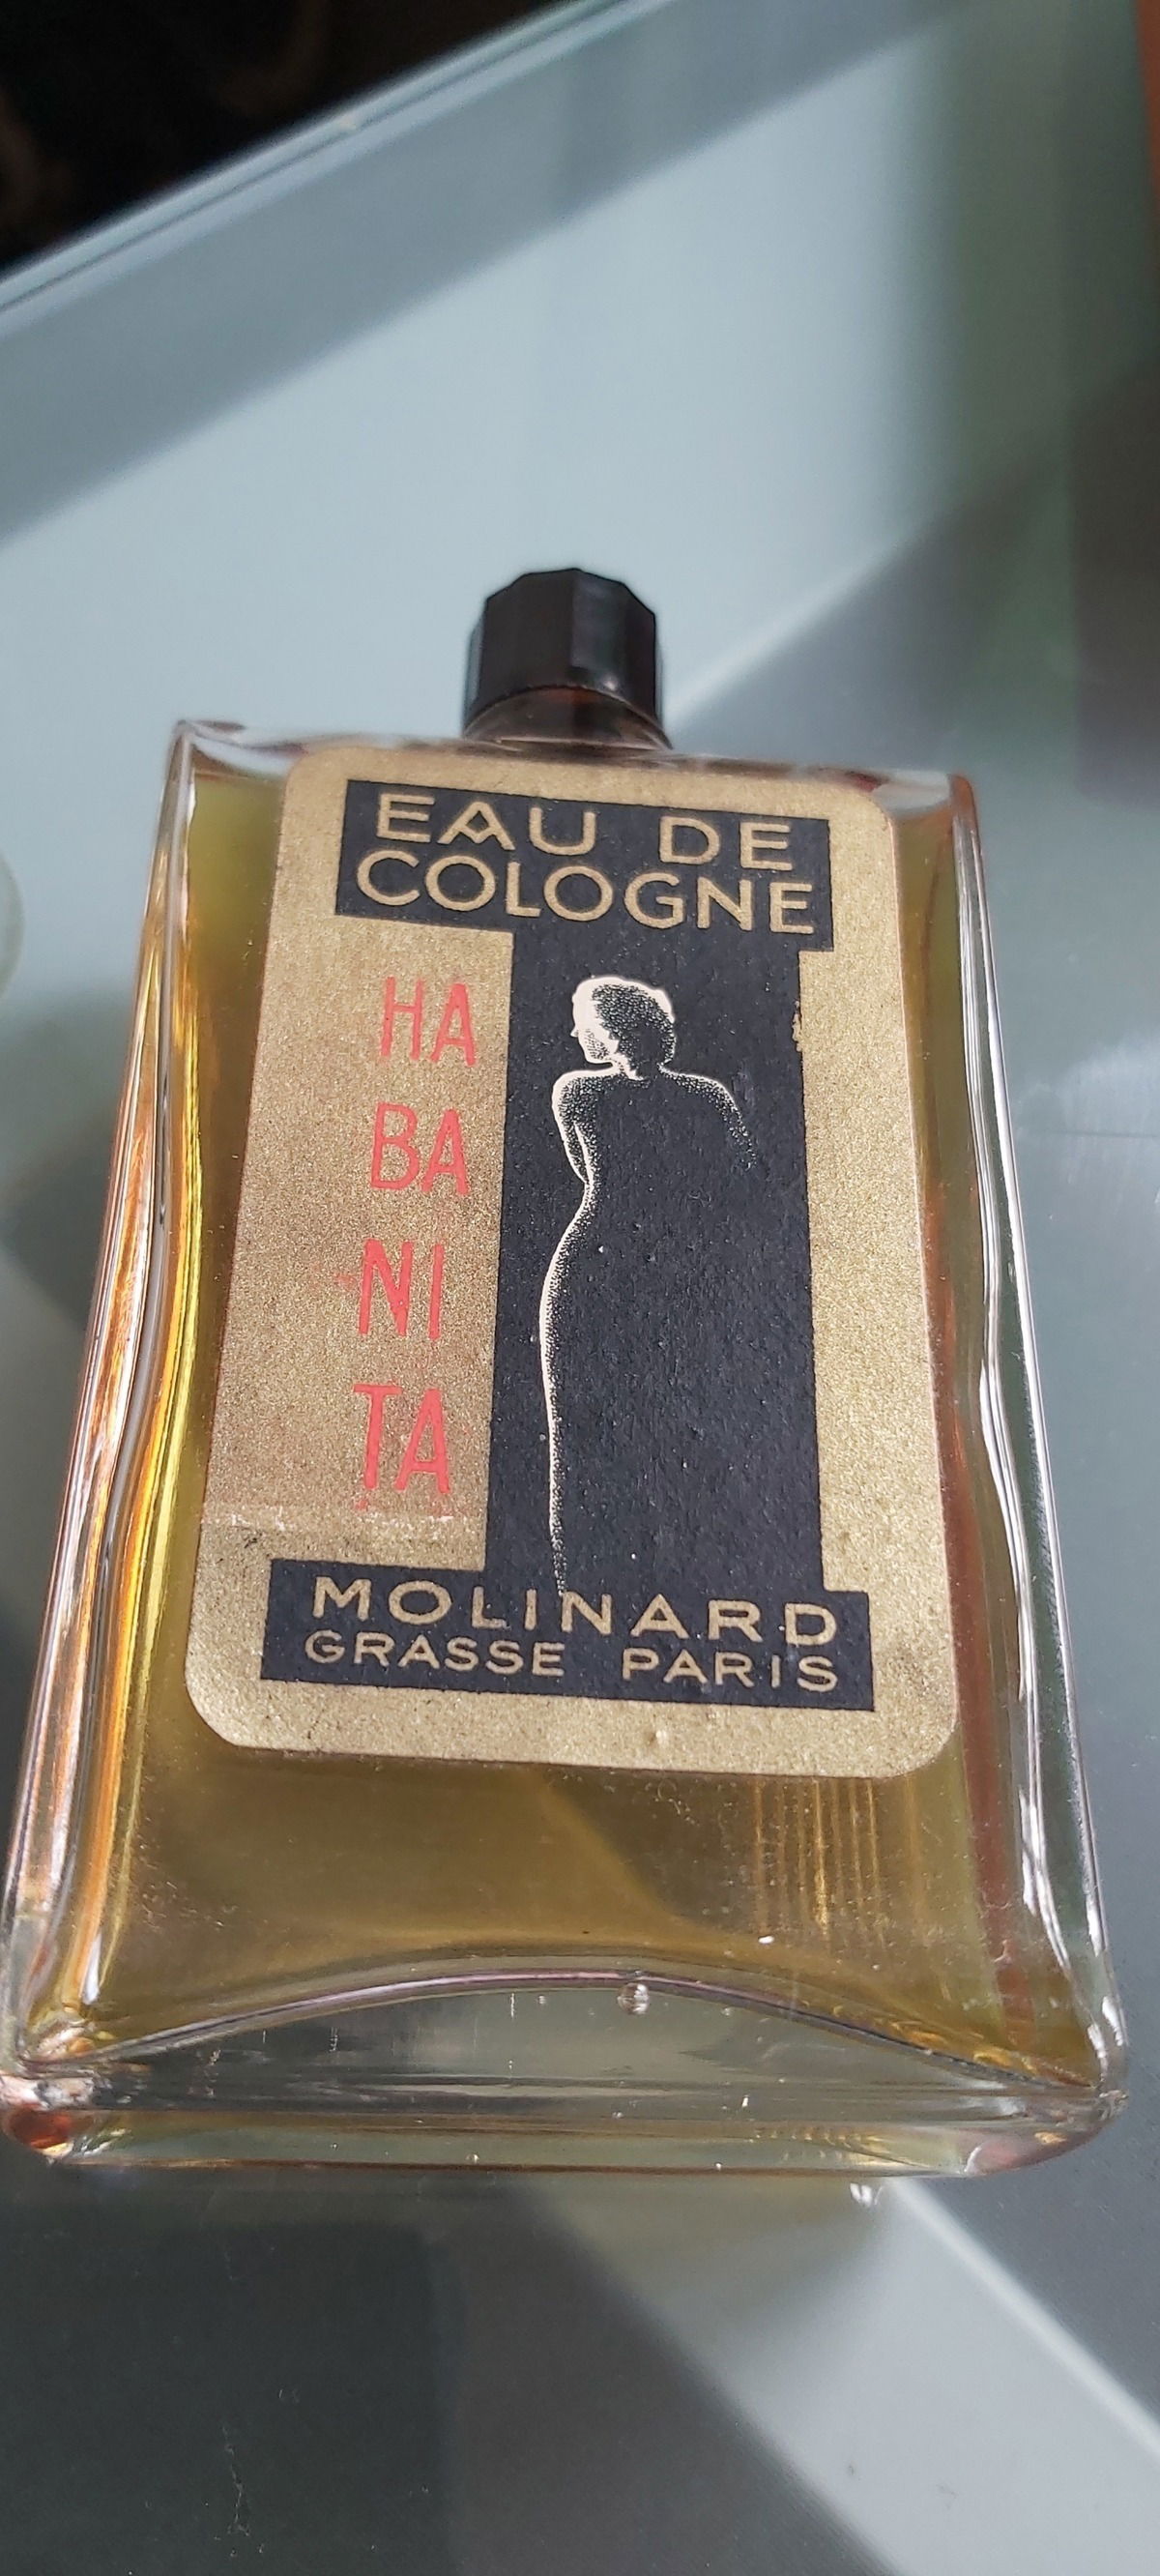 EAU DE
COLOGNE
HA
BA
NI
TA
MOLINARD
GRASSE PARIS